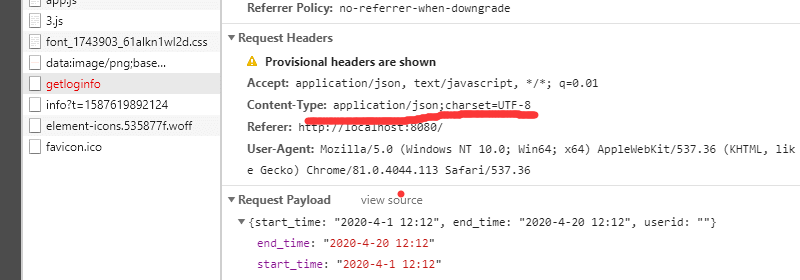 app.js
3.js
font_1743903_61alkn1wl2d.css
data:image/png;base...
getloginfo
info?t=1587619892124
element-icons.535877f.woff
favicon.ico
Referrer Policy: no-referrer-when-downgrade
Request Headers
Provisional headers are shown
Accept: application/json, text/javascript, */*; q=0.01
Content-Type: application/json;charset=UTF-8
Referer: http://localhost:8080/
User-Agent: Mozilla/5.0 (Windows NT 10.0; Win64; x64) AppleWebKit/537.36 (KHTML, lik
e Gecko) Chrome/81.0.4044.113 Safari/537.36
Request Payload view source
{start_time: "2020-4-1 12:12", end_time: "2020-4-20 12:12", userid: ""}
end_time: "2020-4-20 12:12"
start_time: "2020-4-1 12:12"